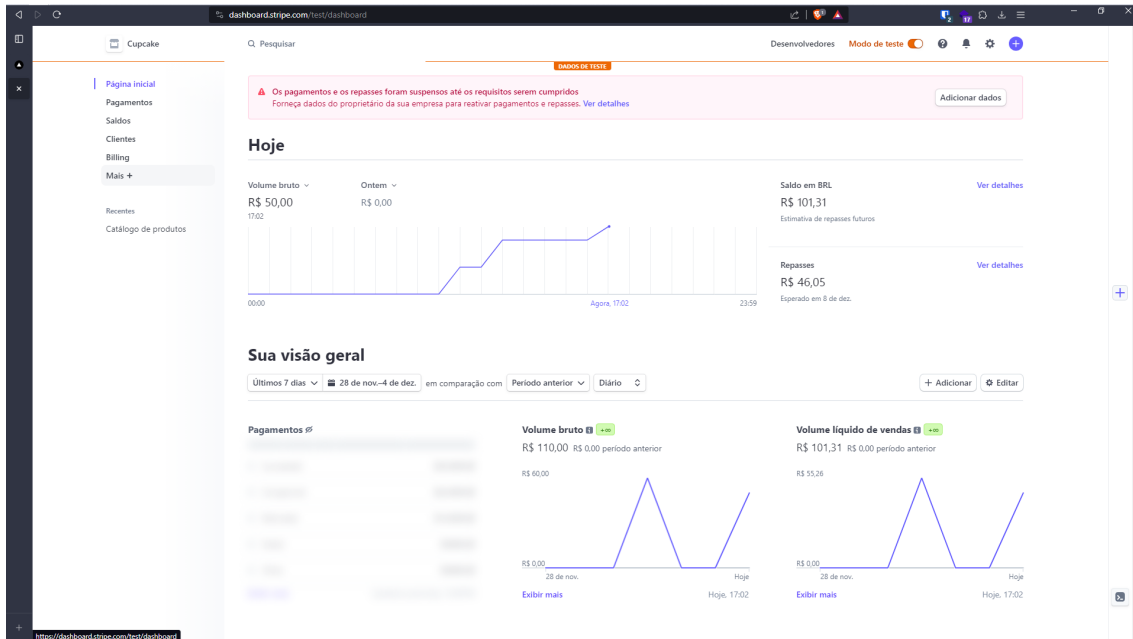 dashboard.stripe.com/test/dashboard
2
17
Cupcake
Pesquisar
Desenvolvedores
Modo de teste
DADOS DE TESTE
Página inicial
Pagamentos
Saldos
Clientes
Billing
Mais +
Recentes
Catálogo de produtos
Os pagamentos e os repasses foram suspensos até os requisitos serem cumpridos
Forneça dados do proprietário da sua empresa para reativar pagamentos e repasses. Ver detalhes
Adicionar dados
Hoje
Volume bruto
Ontem
R$ 50,00
R$ 0,00
17:02
00:00
Agora, 17:02
23:59
Saldo em BRL
Ver detalhes
R$ 101,31
Estimativa de repasses futuros
Repasses
Ver detalhes
R$ 46,05
Esperado em 8 de dez.
Sua visão geral
Últimos 7 dias
28 de nov.–4 de dez.
em comparação com
Período anterior
Diário
+ Adicionar
Editar
Pagamentos
Volume bruto
+∞
R$ 110,00 R$ 0,00 período anterior
R$ 60,00
R$ 0,00
28 de nov.
Hoje
Exibir mais
Hoje, 17:02
Volume líquido de vendas
+∞
R$ 101,31 R$ 0,00 período anterior
R$ 55,26
R$ 0,00
28 de nov.
Hoje
Exibir mais
Hoje, 17:02
https://dashboard.stripe.com/test/dashboard